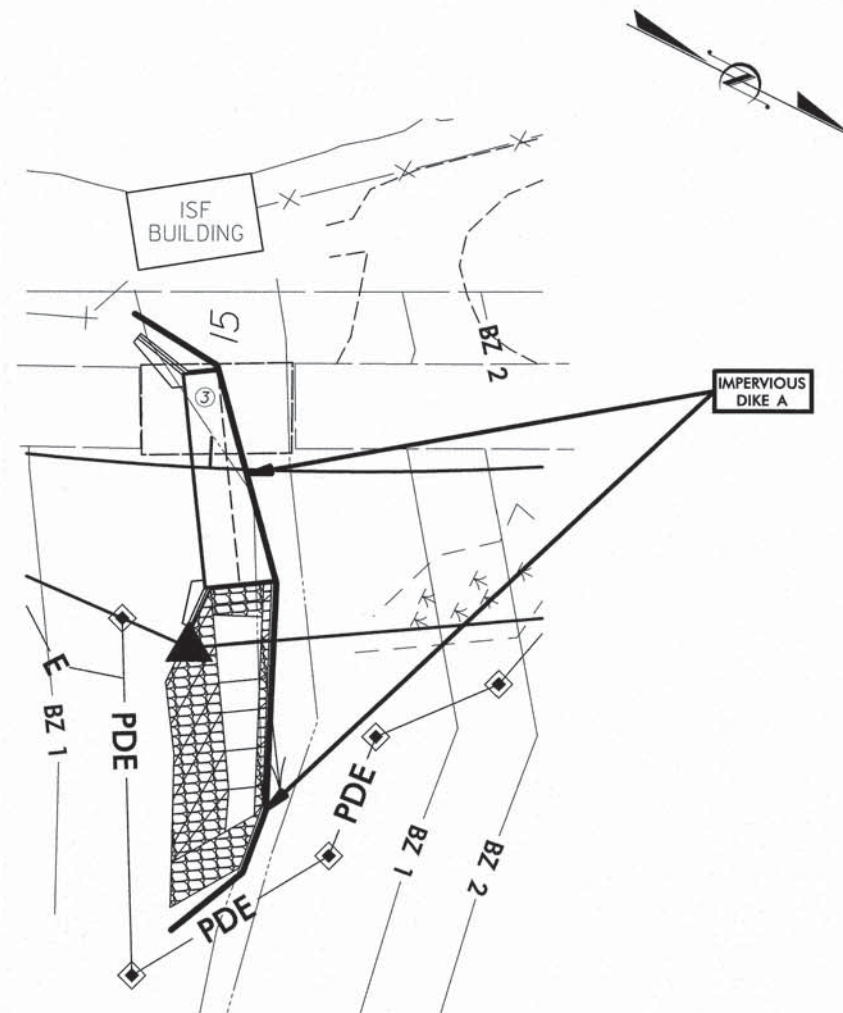 ISF
BUILDING
15
BZ 2
3
IMPERVIOUS
DIKE A
E
BZ 1
PDE
PDE
BZ 1
BZ 2
PDE